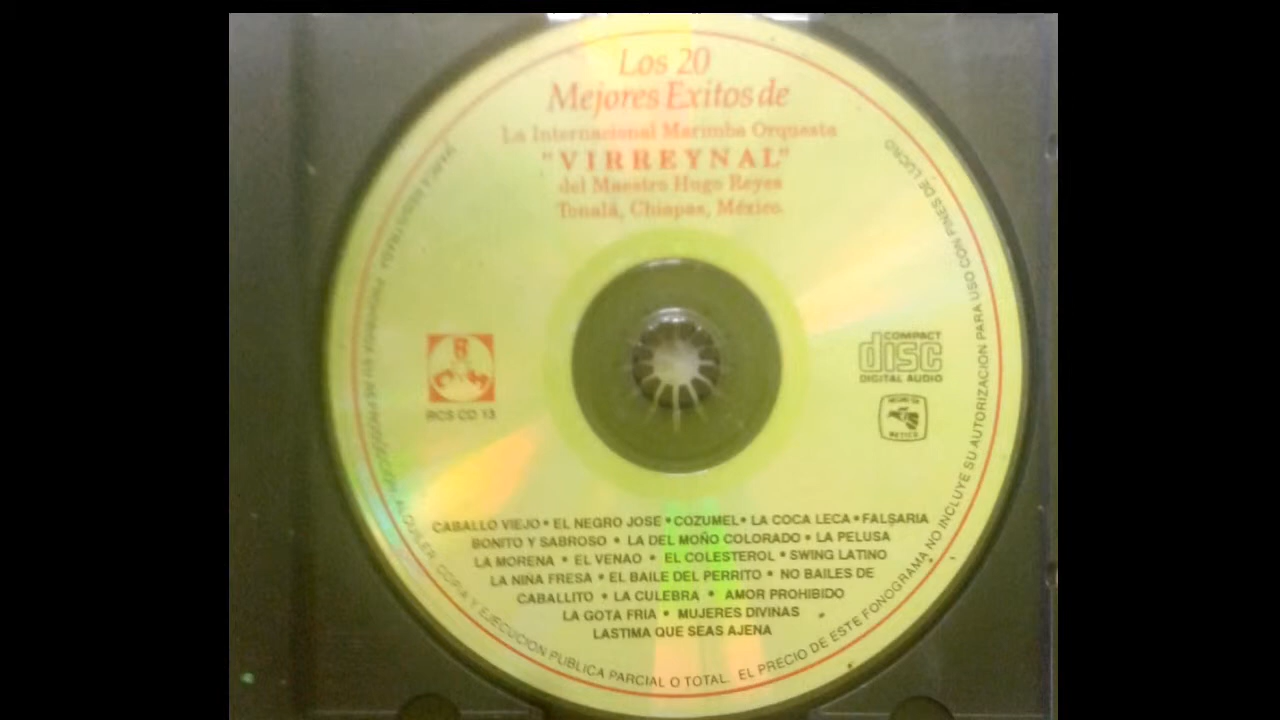 Los 20
Mejores Exitos de
La Internacional Marimba Orquesta
"VIRREYNAL"
del Maestro Hugo Reyes
Tonalá, Chiapas, México.
R
RCS CD 13
COMPACT
disc
DIGITAL AUDIO
HECHO EN
MEXICO
CABALLO VIEJO * EL NEGRO JOSE * COZUMEL * LA COCA LECA * FALSARIA
BONITO Y SABROSO * LA DEL MOÑO COLORADO * LA PELUSA
LA MORENA * EL VENAO * EL COLESTEROL * SWING LATINO
LA NIÑA FRESA * EL BAILE DEL PERRITO * NO BAILES DE
CABALLITO * LA CULEBRA * AMOR PROHIBIDO
LA GOTA FRIA * MUJERES DIVINAS
LASTIMA QUE SEAS AJENA
ALQUILER, COPIA Y EJECUCION PUBLICA PARCIAL O TOTAL. EL PRECIO DE ESTE FONOGRAMA NO INCLUYE SU AUTORIZACION PARA USO CON FINES DE LUCRO